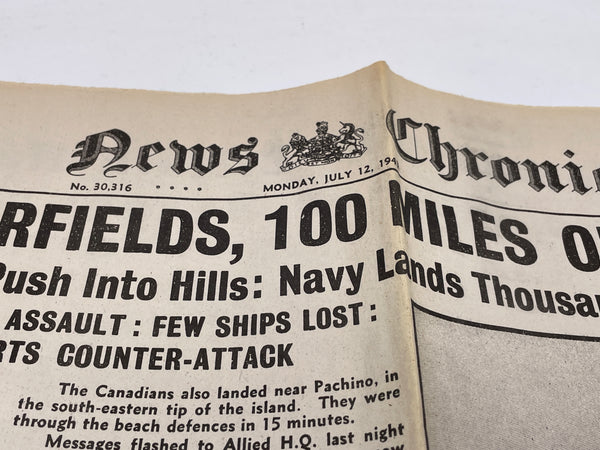 News Chronic
No. 30,316 • • • • MONDAY, JULY 12, 194
RFIELDS, 100 MILES O
Push Into Hills: Navy Lands Thousa
ASSAULT: FEW SHIPS LOST:
RTS COUNTER-ATTACK
The Canadians also landed near Pachino, in
the south-eastern tip of the island. They were
through the beach defences in 15 minutes.
Messages flashed to Allied H.Q. last night